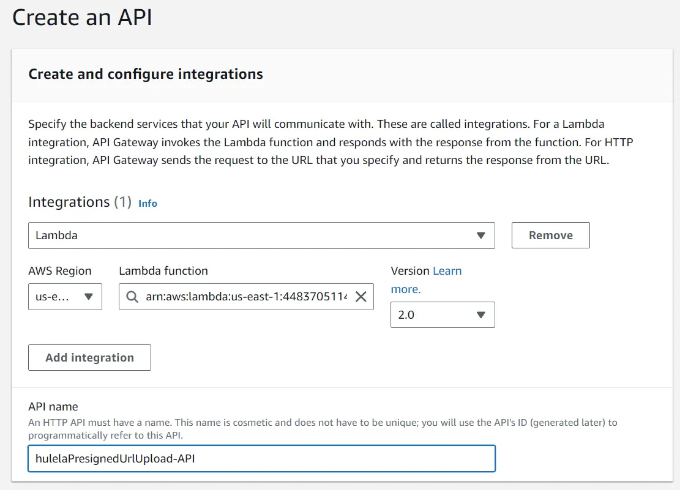 Create an API
Create and configure integrations
Specify the backend services that your API will communicate with. These are called integrations. For a Lambda
integration, API Gateway invokes the Lambda function and responds with the response from the function. For HTTP
integration, API Gateway sends the request to the URL that you specify and returns the response from the URL.
Integrations (1) Info
Lambda
Remove
AWS Region
Lambda function
Version Learn
more.
us-e...
arn:aws:lambda:us-east-1:4483705114
2.0
Add integration
API name
An HTTP API must have a name. This name is cosmetic and does not have to be unique; you will use the API's ID (generated later) to
programmatically refer to this API.
hulelaPresignedUrlUpload-API